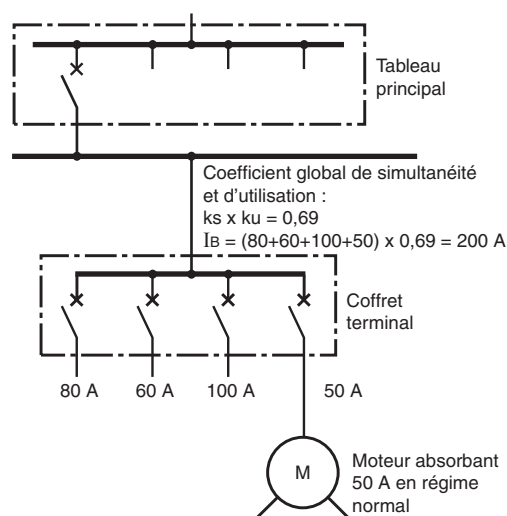 Tableau
principal
Coefficient global de simultanéité
et d'utilisation :
ks x ku = 0,69
IB = (80+60+100+50) x 0,69 = 200 A
Coffret
terminal
80 A 60 A 100 A 50 A
M
Moteur absorbant
50 A en régime
normal